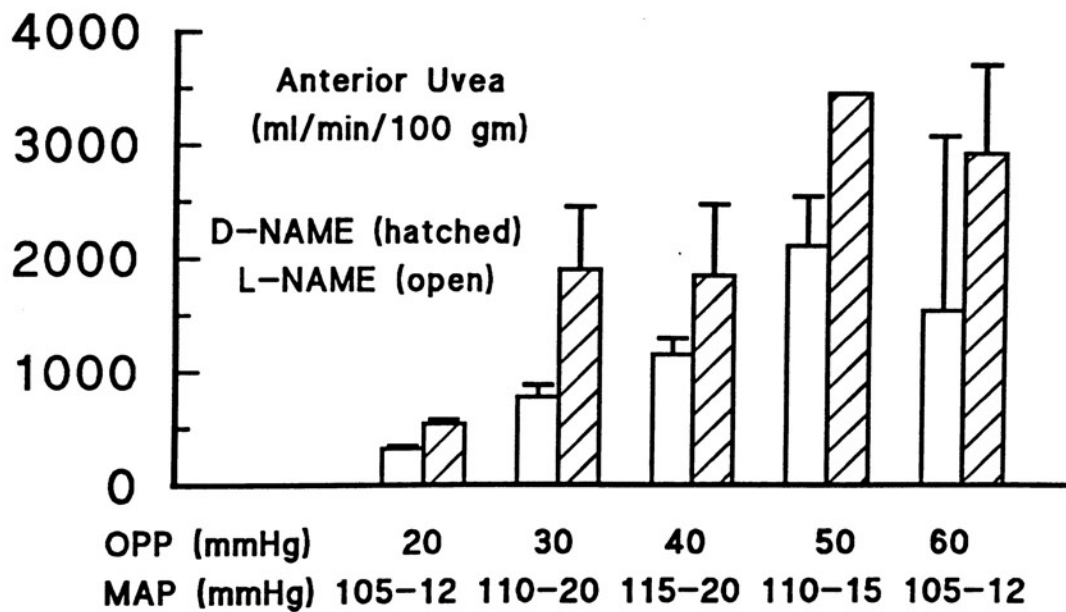 4000
3000
2000
1000
0
Anterior Uvea
(ml/min/100 gm)
D-NAME (hatched)
L-NAME (open)
OPP (mmHg) 20 30 40 50 60
MAP (mmHg) 105-12 110-20 115-20 110-15 105-12